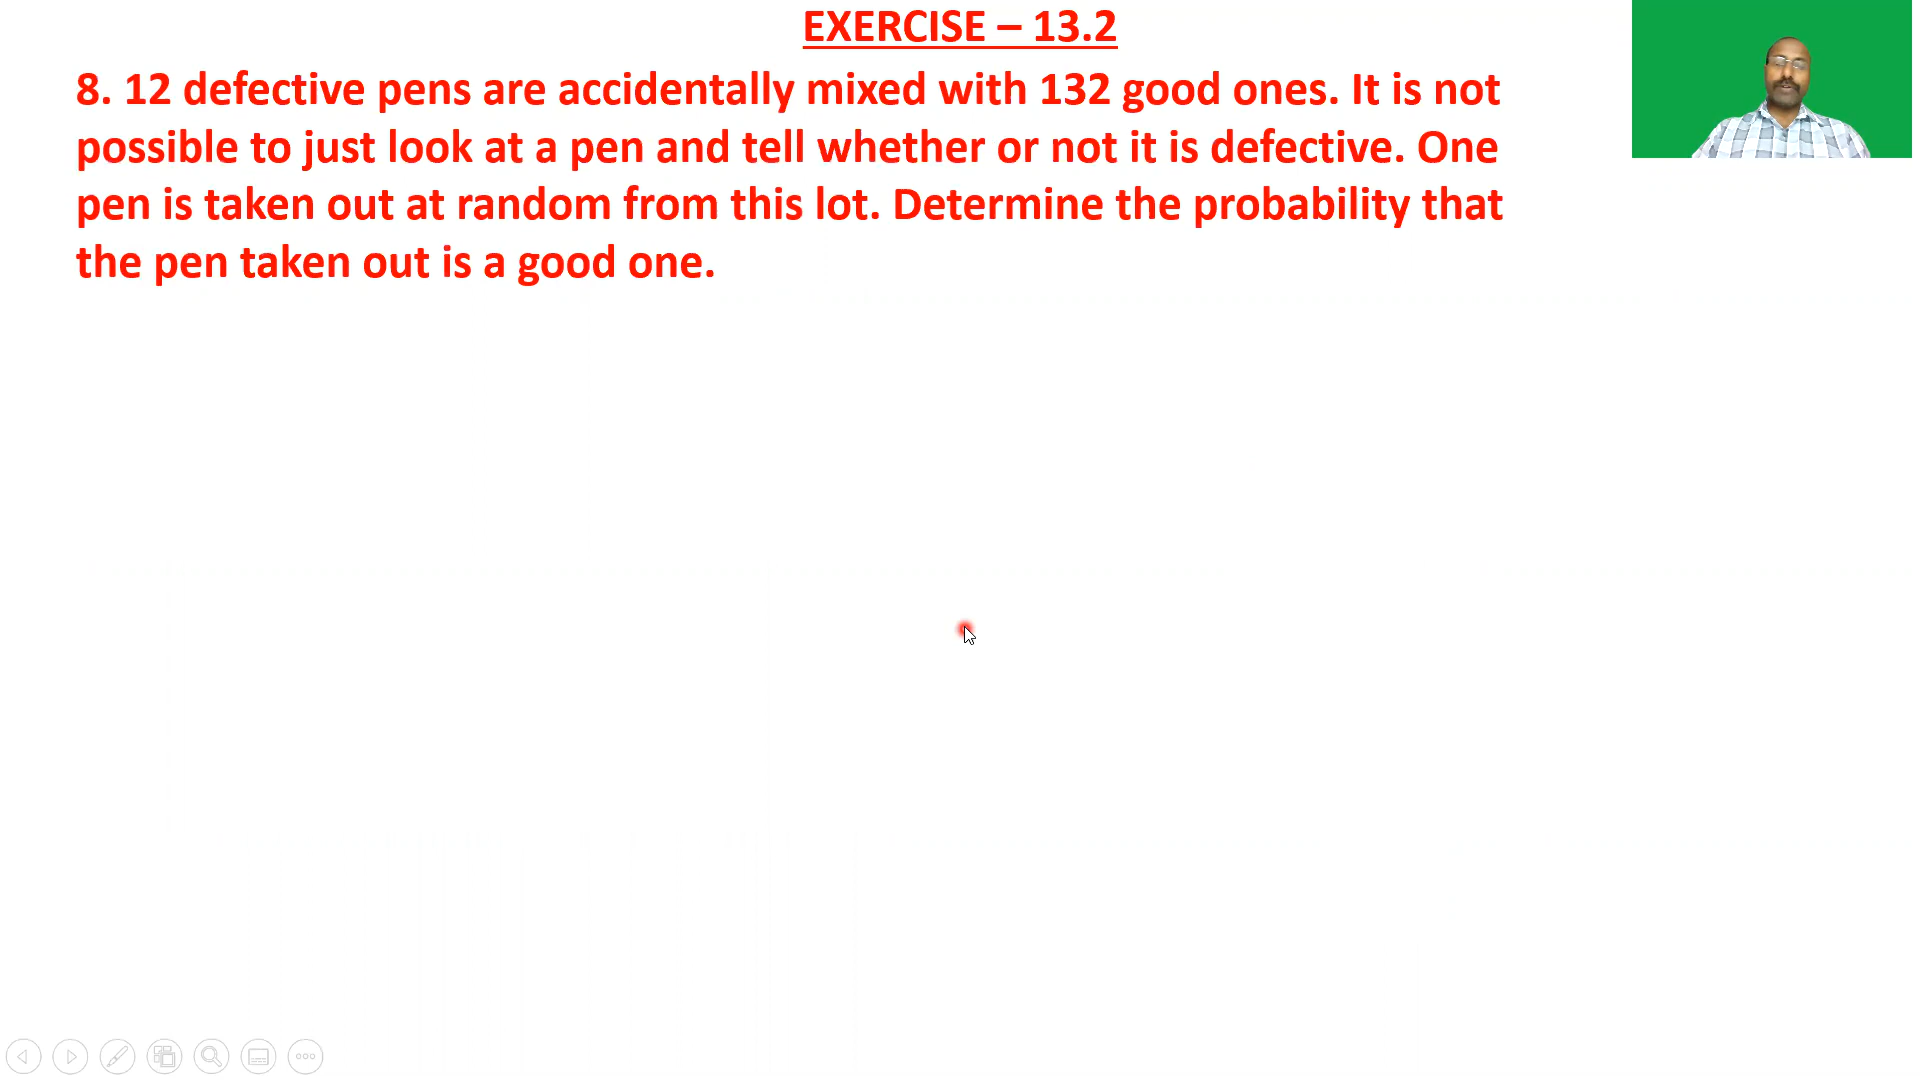 EXERCISE – 13.2
8. 12 defective pens are accidentally mixed with 132 good ones. It is not
possible to just look at a pen and tell whether or not it is defective. One
pen is taken out at random from this lot. Determine the probability that
the pen taken out is a good one.